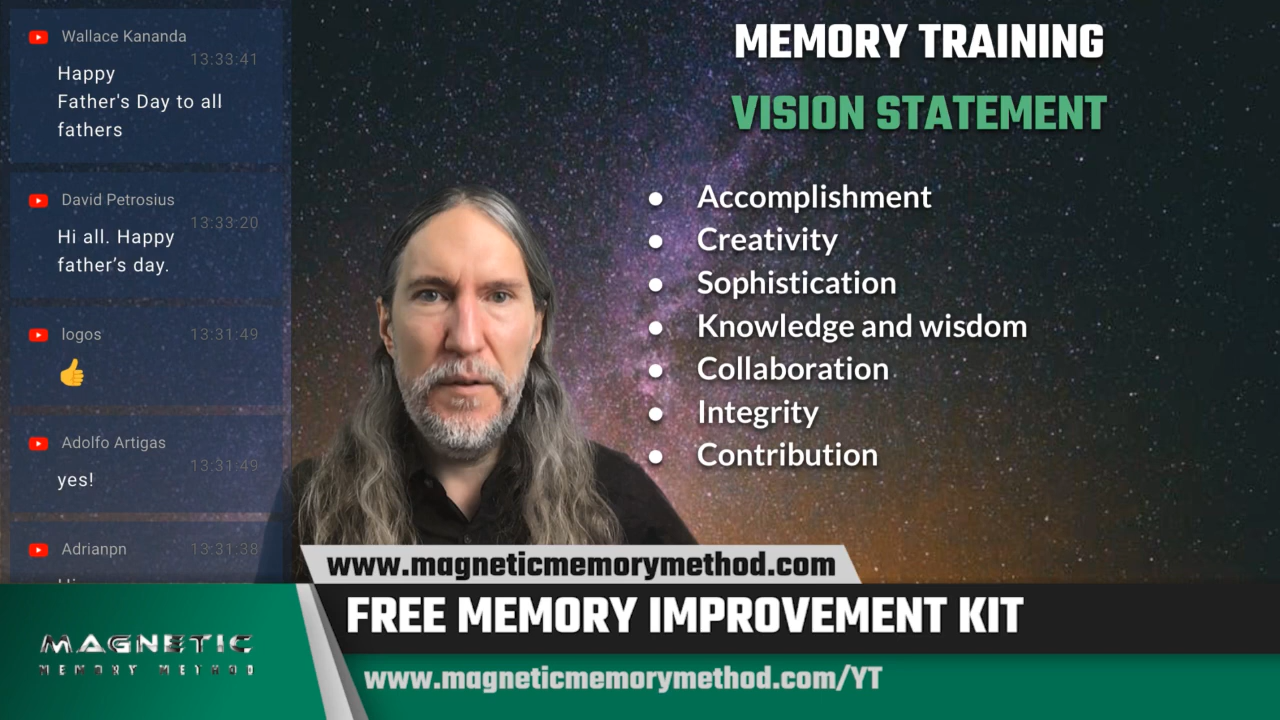 Wallace Kananda
13:33:41
Happy
Father's Day to all
fathers
David Petrosius
13:33:20
Hi all. Happy
father’s day.
logos
13:31:49
👍
Adolfo Artigas
13:31:49
yes!
Adrianpn
13:31:38
MEMORY TRAINING
VISION STATEMENT
● Accomplishment
● Creativity
● Sophistication
● Knowledge and wisdom
● Collaboration
● Integrity
● Contribution
www.magneticmemorymethod.com
FREE MEMORY IMPROVEMENT KIT
www.magneticmemorymethod.com/YT
MAGNETIC
MEMORY METHOD